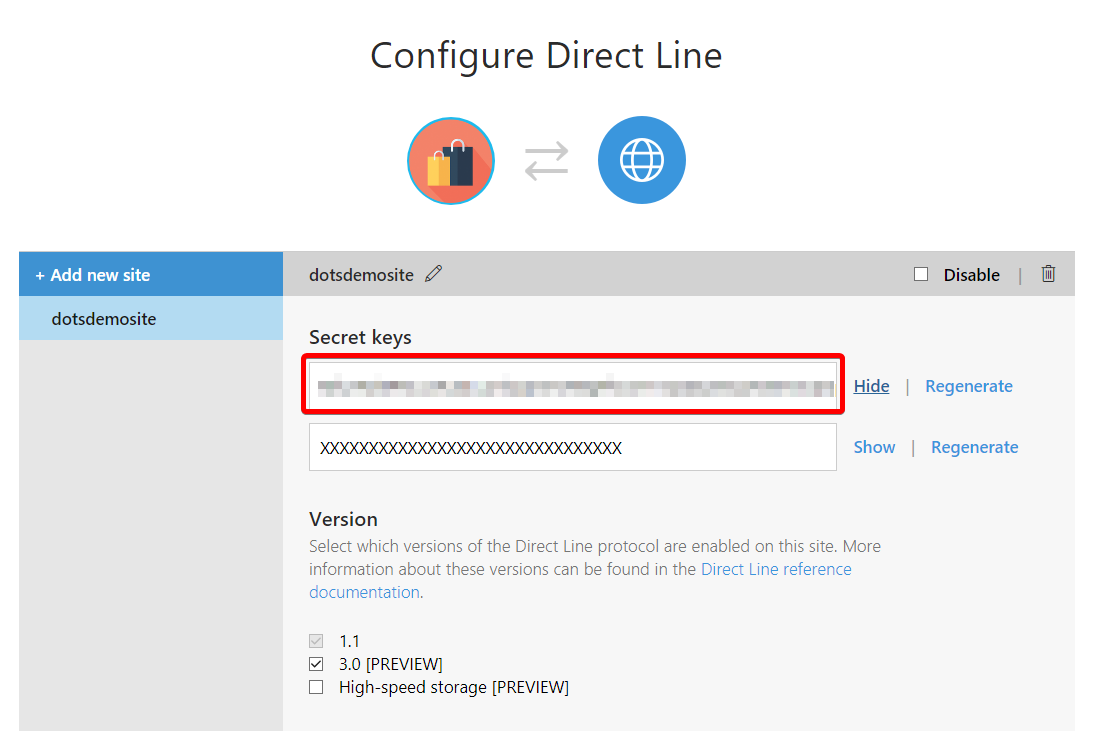 Configure Direct Line
+ Add new site
dotsdemosite
dotsdemosite
Disable |
Secret keys
Hide | Regenerate
XXXXXXXXXXXXXXXXXXXXXXXXXXXXXXX
Show | Regenerate
Version
Select which versions of the Direct Line protocol are enabled on this site. More
information about these versions can be found in the Direct Line reference
documentation.
1.1
3.0 [PREVIEW]
High-speed storage [PREVIEW]